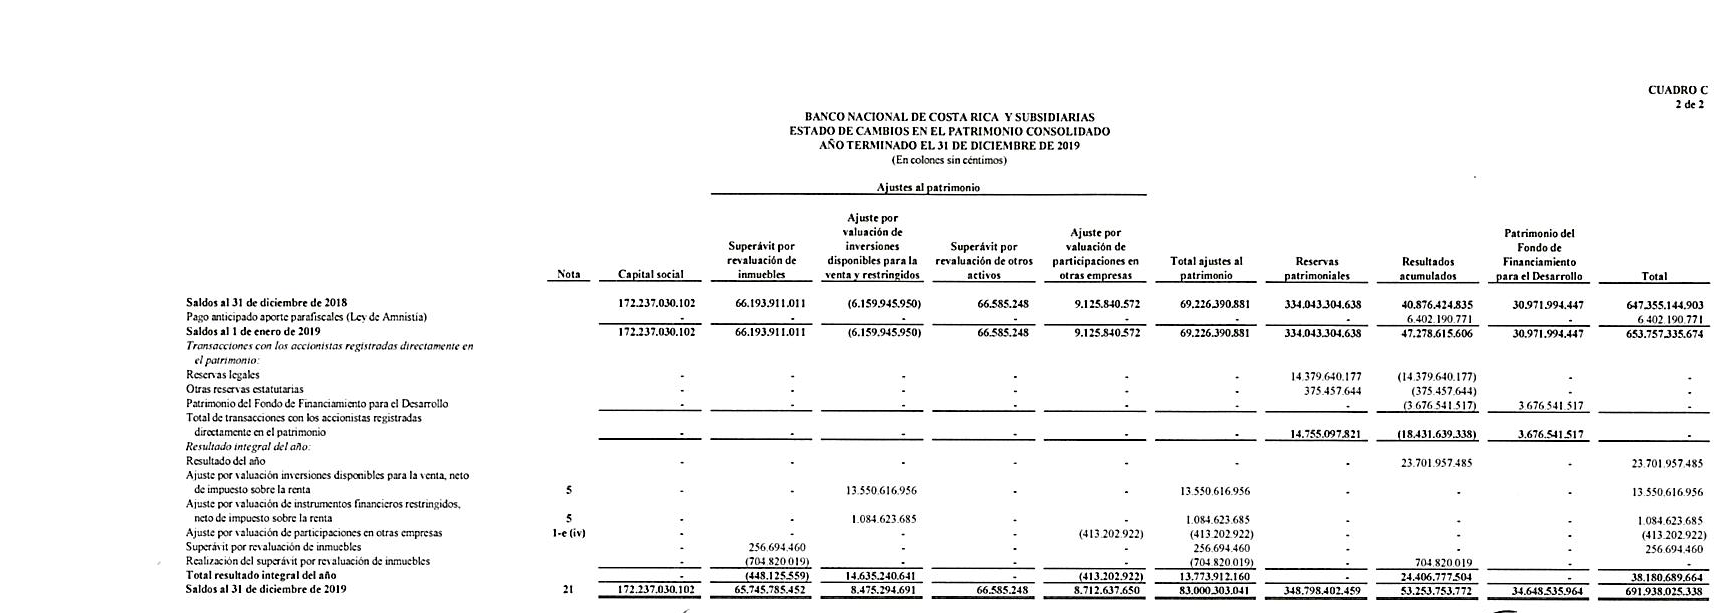 CUADRO C
2 de 2
BANCO NACIONAL DE COSTA RICA Y SUBSIDIARIAS
ESTADO DE CAMBIOS EN EL PATRIMONIO CONSOLIDADO
AÑO TERMINADO EL 31 DE DICIEMBRE DE 2019
(En colones sin céntimos)
Ajustes al patrimonio
Nota Capital social Superávit por revaluación de inmuebles Ajuste por valuación de inversiones disponibles para la venta y restringidos Superávit por revaluación de otros activos Ajuste por valuación de participaciones en otras empresas Total ajustes al patrimonio Reservas patrimoniales Resultados acumulados Patrimonio del Fondo de Financiamiento para el Desarrollo Total
Saldos al 31 de diciembre de 2018 172.237.030.102 66.193.911.011 (6.159.945.950) 66.585.248 9.125.840.572 69.226.390.881 334.043.304.638 40.876.424.835 30.971.994.447 647.355.144.903
Pago anticipado aporte parafiscales (Ley de Amnistía) - - - - - - - 6.402.190.771 - 6.402.190.771
Saldos al 1 de enero de 2019 172.237.030.102 66.193.911.011 (6.159.945.950) 66.585.248 9.125.840.572 69.226.390.881 334.043.304.638 47.278.615.606 30.971.994.447 653.757.335.674
Transacciones con los accionistas registradas directamente en
el patrimonio:
Reservas legales - - - - - - 14.379.640.177 (14.379.640.177) - -
Otras reservas estatutarias - - - - - - 375.457.644 (375.457.644) - -
Patrimonio del Fondo de Financiamiento para el Desarrollo - - - - - - - (3.676.541.517) 3.676.541.517 -
Total de transacciones con los accionistas registradas
directamente en el patrimonio - - - - - - 14.755.097.821 (18.431.639.338) 3.676.541.517 -
Resultado integral del año:
Resultado del año - - - - - - - 23.701.957.485 - 23.701.957.485
Ajuste por valuación inversiones disponibles para la venta, neto
de impuesto sobre la renta 5 - - 13.550.616.956 - - 13.550.616.956 - - - 13.550.616.956
Ajuste por valuación de instrumentos financieros restringidos,
neto de impuesto sobre la renta 5 - - 1.084.623.685 - - 1.084.623.685 - - - 1.084.623.685
Ajuste por valuación de participaciones en otras empresas 1-e (iv) - - - - (413.202.922) (413.202.922) - - - (413.202.922)
Superávit por revaluación de inmuebles - 256.694.460 - - - 256.694.460 - - - 256.694.460
Realización del superávit por revaluación de inmuebles - (704.820.019) - - - (704.820.019) - 704.820.019 - -
Total resultado integral del año - (448.125.559) 14.635.240.641 - (413.202.922) 13.773.912.160 - 24.406.777.504 - 38.180.689.664
Saldos al 31 de diciembre de 2019 21 172.237.030.102 65.745.785.452 8.475.294.691 66.585.248 8.712.637.650 83.000.303.041 348.798.402.459 53.253.753.772 34.648.535.964 691.938.025.338